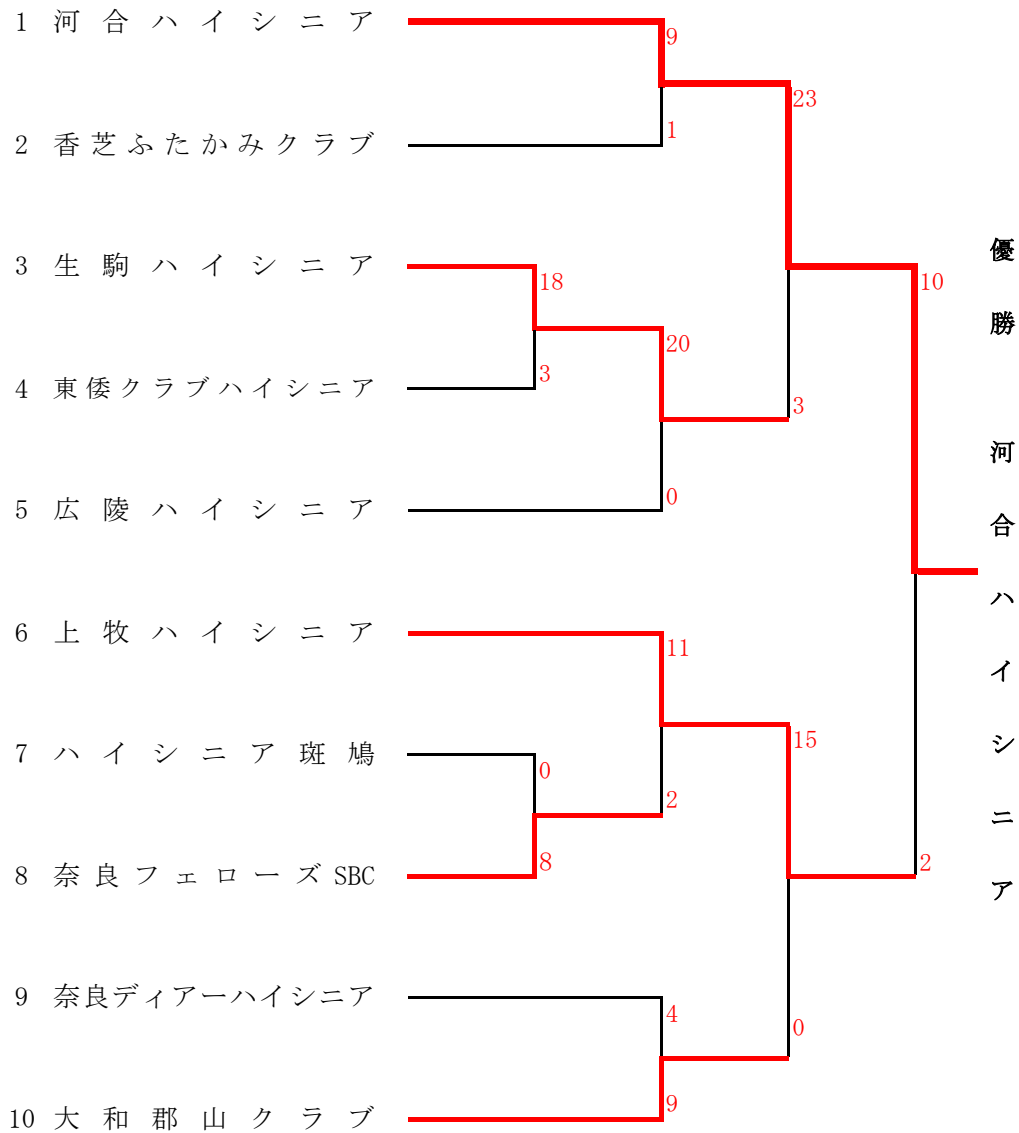 1 河合ハイシニア
9
23
1
2 香芝ふたかみクラブ
3 生駒ハイシニア
18
10
20
3
4 東倭クラブハイシニア
3
0
5 広陵ハイシニア
6 上牧ハイシニア
11
15
7 ハイシニア斑鳩
0
2
8
2
8 奈良フェローズSBC
9 奈良ディアーハイシニア
4
0
9
10 大和郡山クラブ
優勝 河合ハイシニア